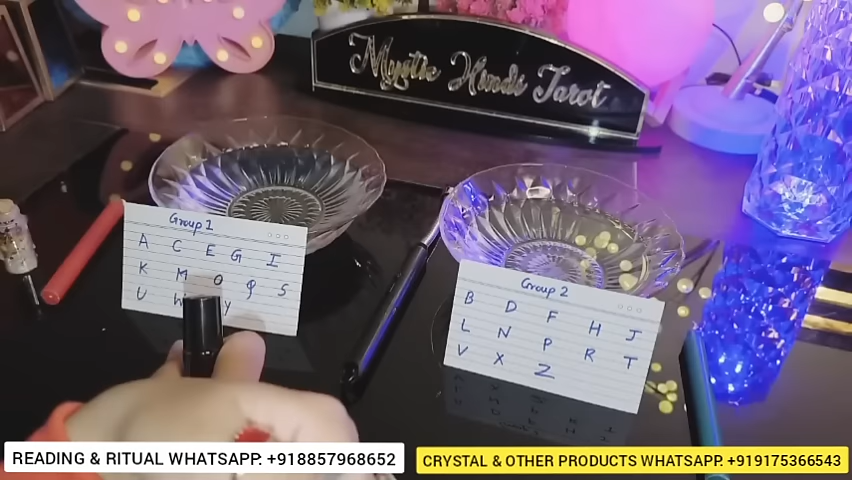 Mystic Hindi Tarot
Group 1
A C E G I
K M O Q S
U y
Group 2
B D F H J
L N P R T
V X Z
READING & RITUAL WHATSAPP: +918857968652
CRYSTAL & OTHER PRODUCTS WHATSAPP: +919175366543